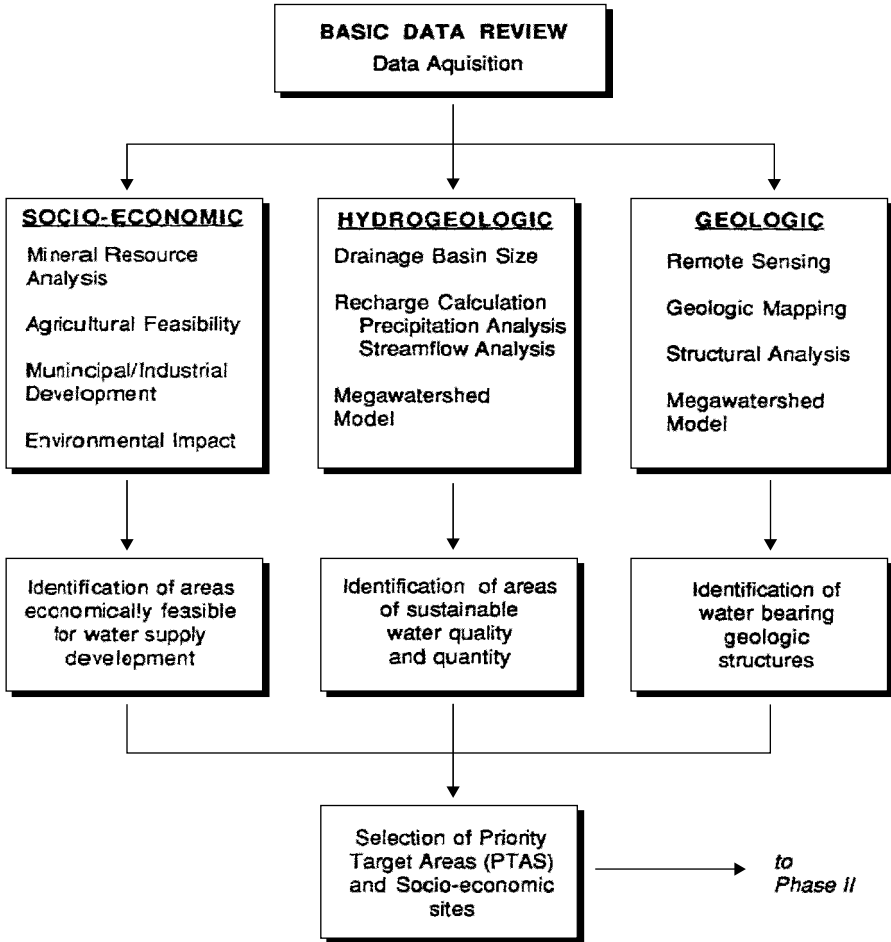 BASIC DATA REVIEW
Data Aquisition
SOCIO-ECONOMIC
Mineral Resource
Analysis
Agricultural Feasibility
Munincipal/Industrial
Development
Environmental Impact
HYDROGEOLOGIC
Drainage Basin Size
Recharge Calculation
Precipitation Analysis
Streamflow Analysis
Megawatershed
Model
GEOLOGIC
Remote Sensing
Geologic Mapping
Structural Analysis
Megawatershed
Model
Identification of areas
economically feasible
for water supply
development
Identification of areas
of sustainable
water quality
and quantity
Identification of
water bearing
geologic
structures
Selection of Priority
Target Areas (PTAS)
and Socio-economic
sites
to
Phase II